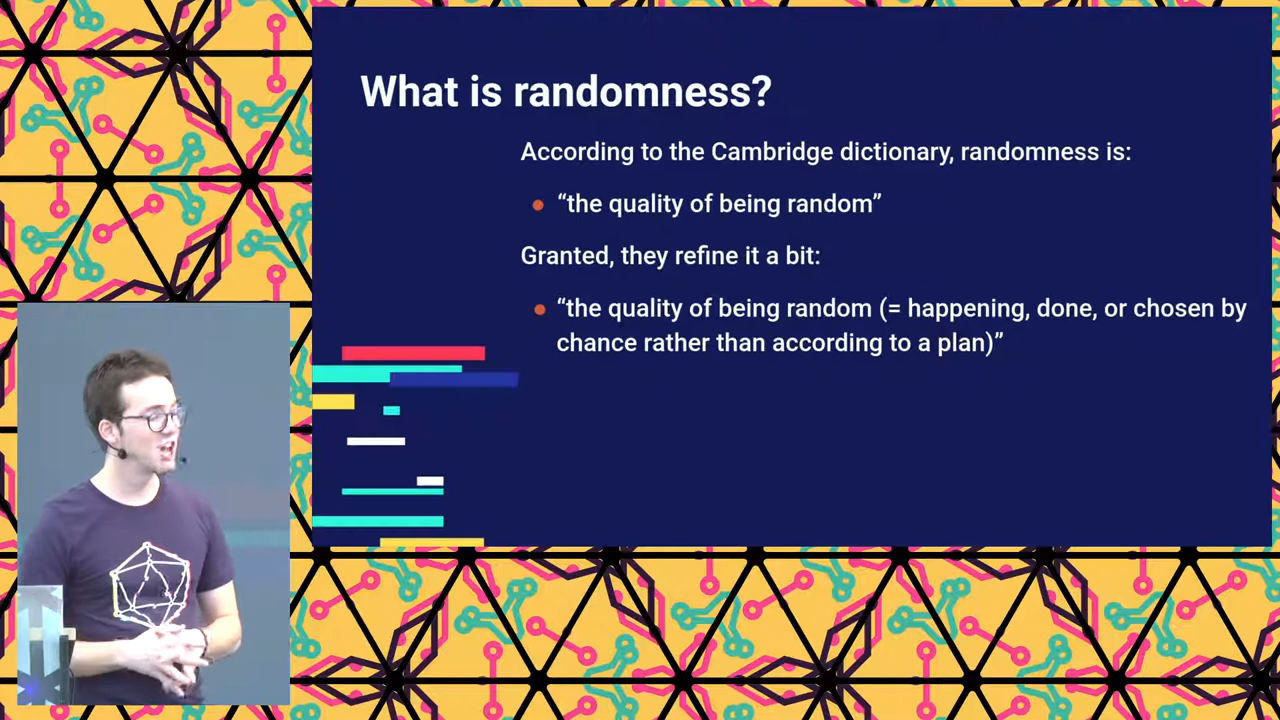 What is randomness?
According to the Cambridge dictionary, randomness is:
“the quality of being random”
Granted, they refine it a bit:
“the quality of being random (= happening, done, or chosen by
chance rather than according to a plan)”